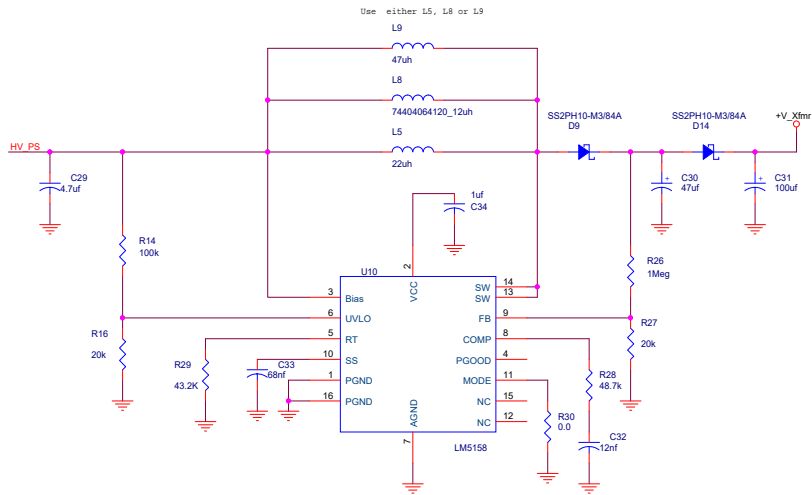 Use either L5, L8 or L9
L9
47uh
L8
74404064120_12uh
L5
22uh
HV_PS
C29
4.7uf
SS2PH10-M3/84A
D9
SS2PH10-M3/84A
D14
+V_Xfmr
C30
47uf
C31
100uf
1uf
C34
R14
100k
R16
20k
R29
43.2K
C33
68nf
U10
2
VCC
3 Bias
6 UVLO
5 RT
10 SS
1 PGND
16 PGND
SW 14
SW 13
FB 9
COMP 8
PGOOD 4
MODE 11
NC 15
NC 12
AGND
7
LM5158
R26
1Meg
R27
20k
R28
48.7k
R30
0.0
C32
12nf